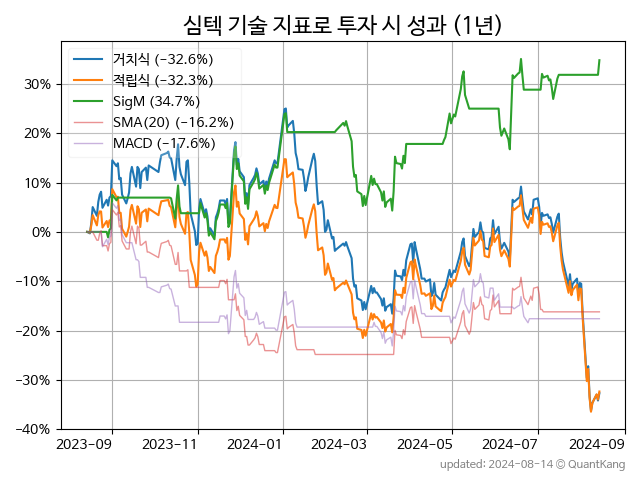 심텍 기술 지표로 투자 시 성과 (1년)
거치식 (−32.6%)
적립식 (−32.3%)
SigM (34.7%)
SMA(20) (−16.2%)
MACD (−17.6%)
30%
20%
10%
0%
−10%
−20%
−30%
−40%
2023−09 2023−11 2024−01 2024−03 2024−05 2024−07 2024−09
updated: 2024-08-14 © QuantKang